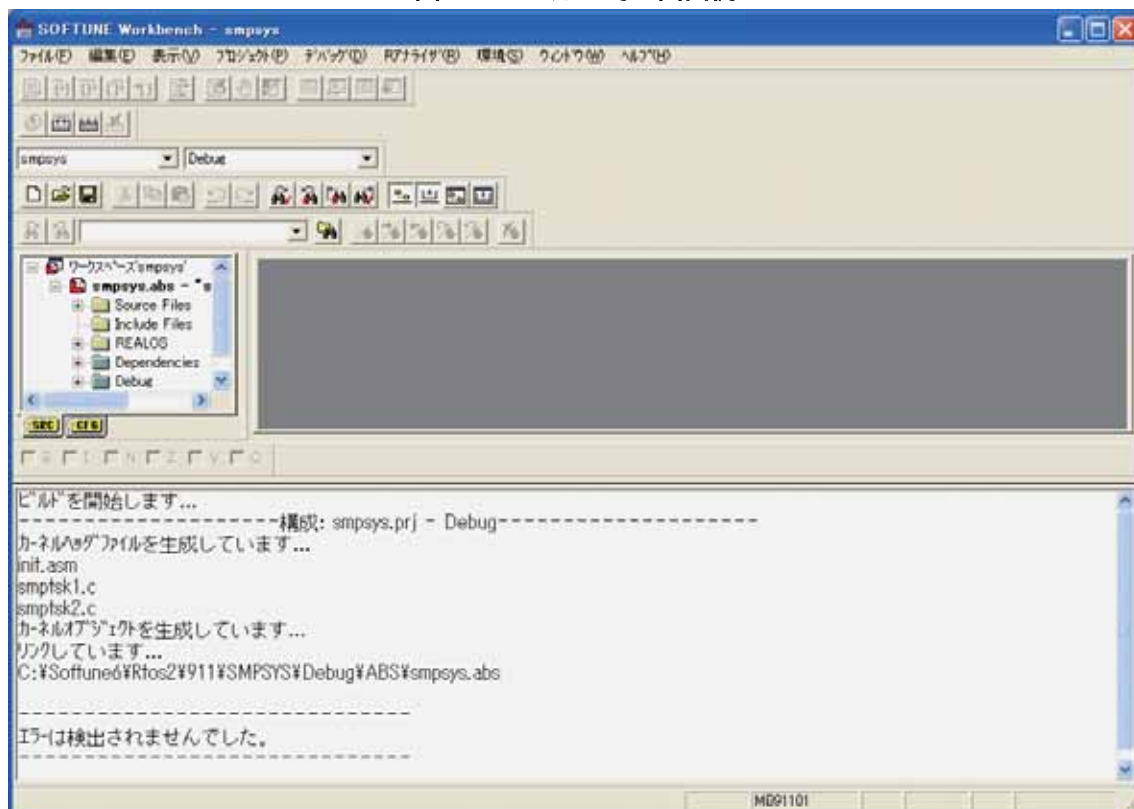 SOFTUNE Workbench - smpsys
ﾌｧｲﾙ(F) 編集(E) 表示(V) ﾌﾟﾛｼﾞｪｸﾄ(P) ﾃﾞﾊﾞｯｸﾞ(D) Rｱﾅﾗｲｻﾞ(R) 環境(S) ｳｨﾝﾄﾞｳ(W) ﾍﾙﾌﾟ(H)
smpsys Debug
ﾜｰｸｽﾍﾟｰｽ'smpsys'
smpsys.abs - "s
Source Files
Include Files
REALOS
Dependencies
Debug
SRC CFG
S I N Z V C
ﾋﾞﾙﾄﾞを開始します...
--------------------構成: smpsys.prj - Debug--------------------
ｶｰﾈﾙﾍｯﾀﾞﾌｧｲﾙを生成しています...
init.asm
smptsk1.c
smptsk2.c
ｶｰﾈﾙｵﾌﾞｼﾞｪｸﾄを生成しています...
ﾘﾝｸしています...
C:¥Softune6¥Rtos2¥911¥SMPSYS¥Debug¥ABS¥smpsys.abs
------------------------------
ｴﾗｰは検出されませんでした。
------------------------------
MB91101